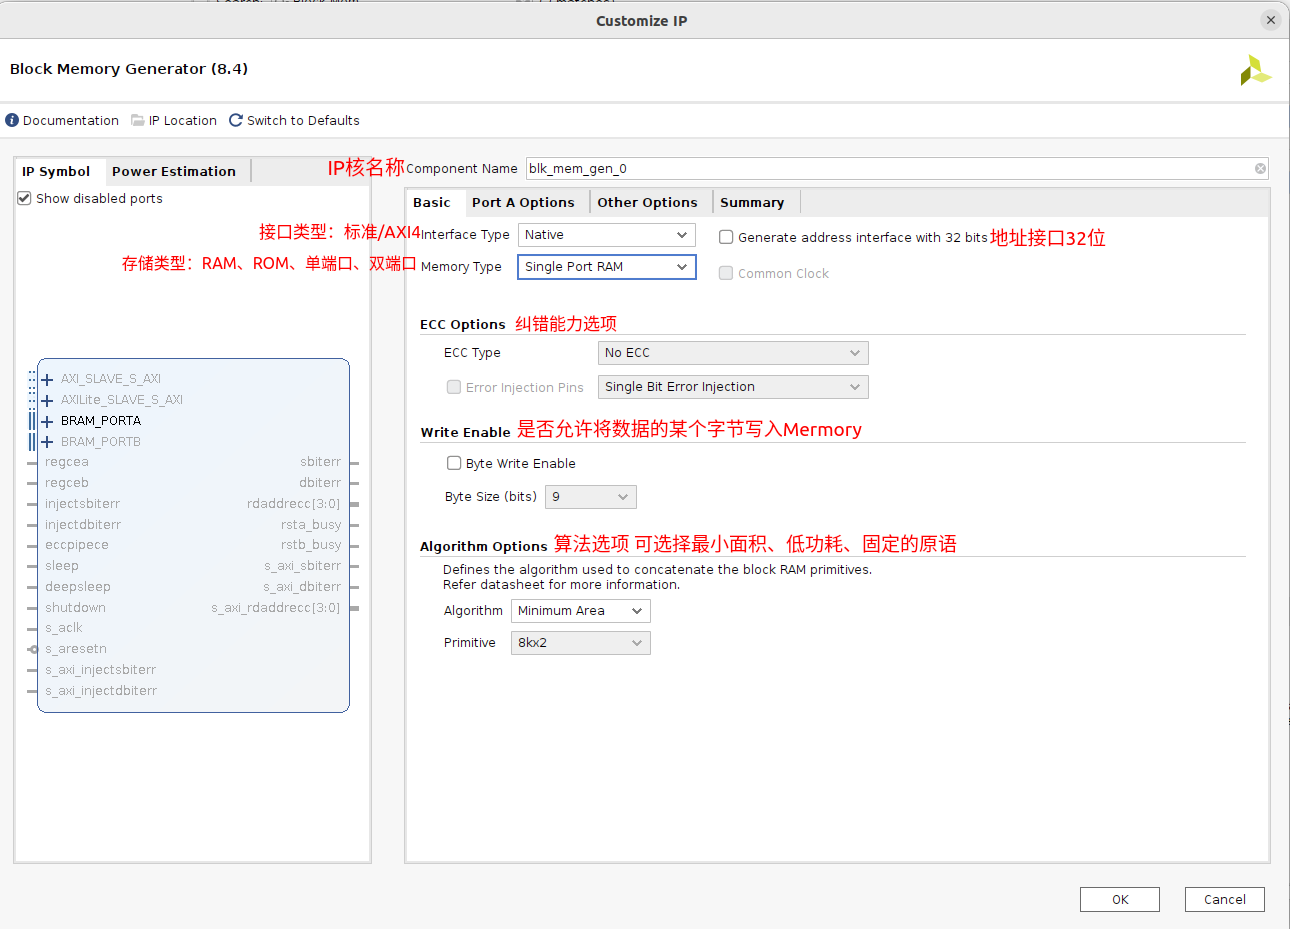 Customize IP
Block Memory Generator (8.4)
Documentation IP Location Switch to Defaults
IP Symbol Power Estimation
Show disabled ports
IP核名称 Component Name blk_mem_gen_0
Basic Port A Options Other Options Summary
接口类型：标准/AXI4 Interface Type Native Generate address interface with 32 bits 地址接口32位
存储类型：RAM、ROM、单端口、双端口 Memory Type Single Port RAM Common Clock
ECC Options 纠错能力选项
ECC Type No ECC
Error Injection Pins Single Bit Error Injection
Write Enable 是否允许将数据的某个字节写入Mermory
Byte Write Enable
Byte Size (bits) 9
Algorithm Options 算法选项 可选择最小面积、低功耗、固定的原语
Defines the algorithm used to concatenate the block RAM primitives.
Refer datasheet for more information.
Algorithm Minimum Area
Primitive 8kx2
AXI_SLAVE_S_AXI
AXILite_SLAVE_S_AXI
BRAM_PORTA
BRAM_PORTB
regcea sbiterr
regceb dbiterr
injectsbiterr rdaddrecc[3:0]
injectdbiterr rsta_busy
eccpipece rstb_busy
sleep s_axi_sbiterr
deepsleep s_axi_dbiterr
shutdown s_axi_rdaddrecc[3:0]
s_aclk
s_aresetn
s_axi_injectsbiterr
s_axi_injectdbiterr
OK Cancel